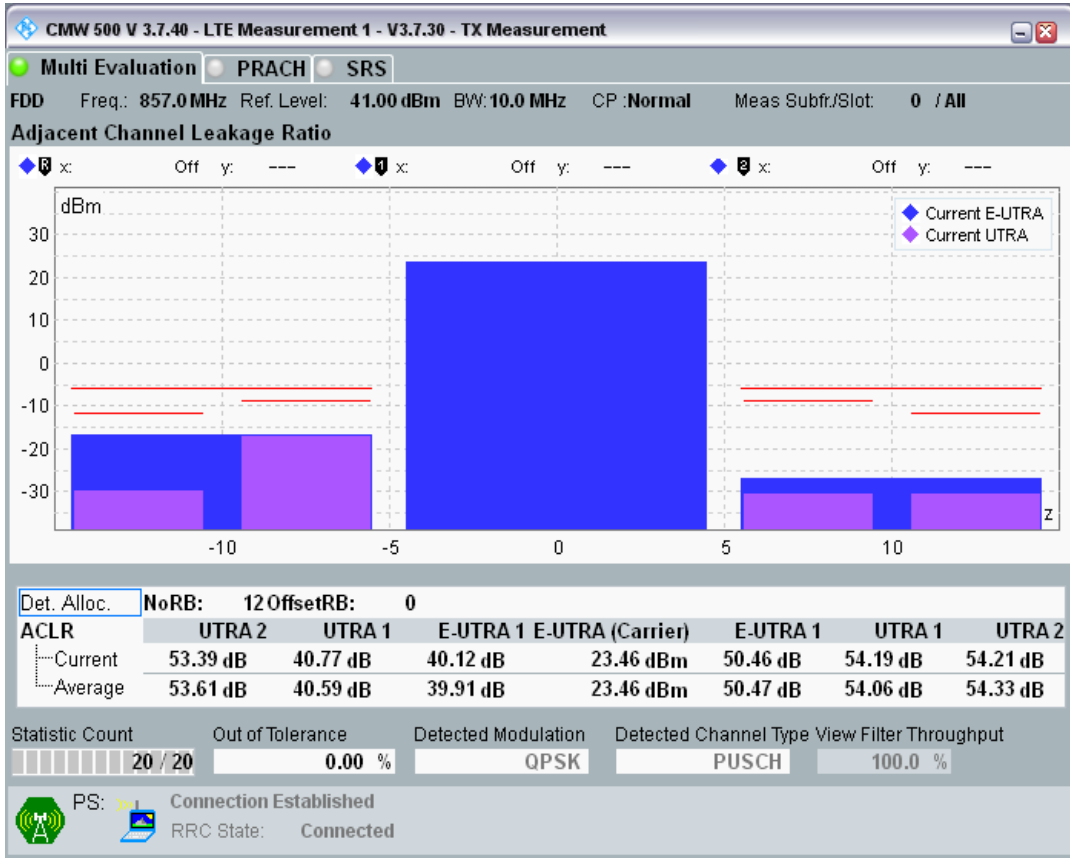 CMW 500 V 3.7.40 - LTE Measurement 1 - V3.7.30 - TX Measurement
Multi Evaluation PRACH SRS
FDD Freq.: 857.0 MHz Ref. Level: 41.00 dBm BW: 10.0 MHz CP :Normal Meas Subfr./Slot: 0 / All
Adjacent Channel Leakage Ratio
R x: Off y: --- 1 x: Off y: --- 2 x: Off y: ---
dBm
Current E-UTRA
Current UTRA
30
20
10
0
-10
-20
-30
z
-10 -5 0 5 10
Det. Alloc. NoRB: 12 OffsetRB: 0
ACLR UTRA 2 UTRA 1 E-UTRA 1 E-UTRA (Carrier) E-UTRA 1 UTRA 1 UTRA 2
Current 53.39 dB 40.77 dB 40.12 dB 23.46 dBm 50.46 dB 54.19 dB 54.21 dB
Average 53.61 dB 40.59 dB 39.91 dB 23.46 dBm 50.47 dB 54.06 dB 54.33 dB
Statistic Count Out of Tolerance Detected Modulation Detected Channel Type View Filter Throughput
20 / 20 0.00 % QPSK PUSCH 100.0 %
PS: Connection Established
RRC State: Connected